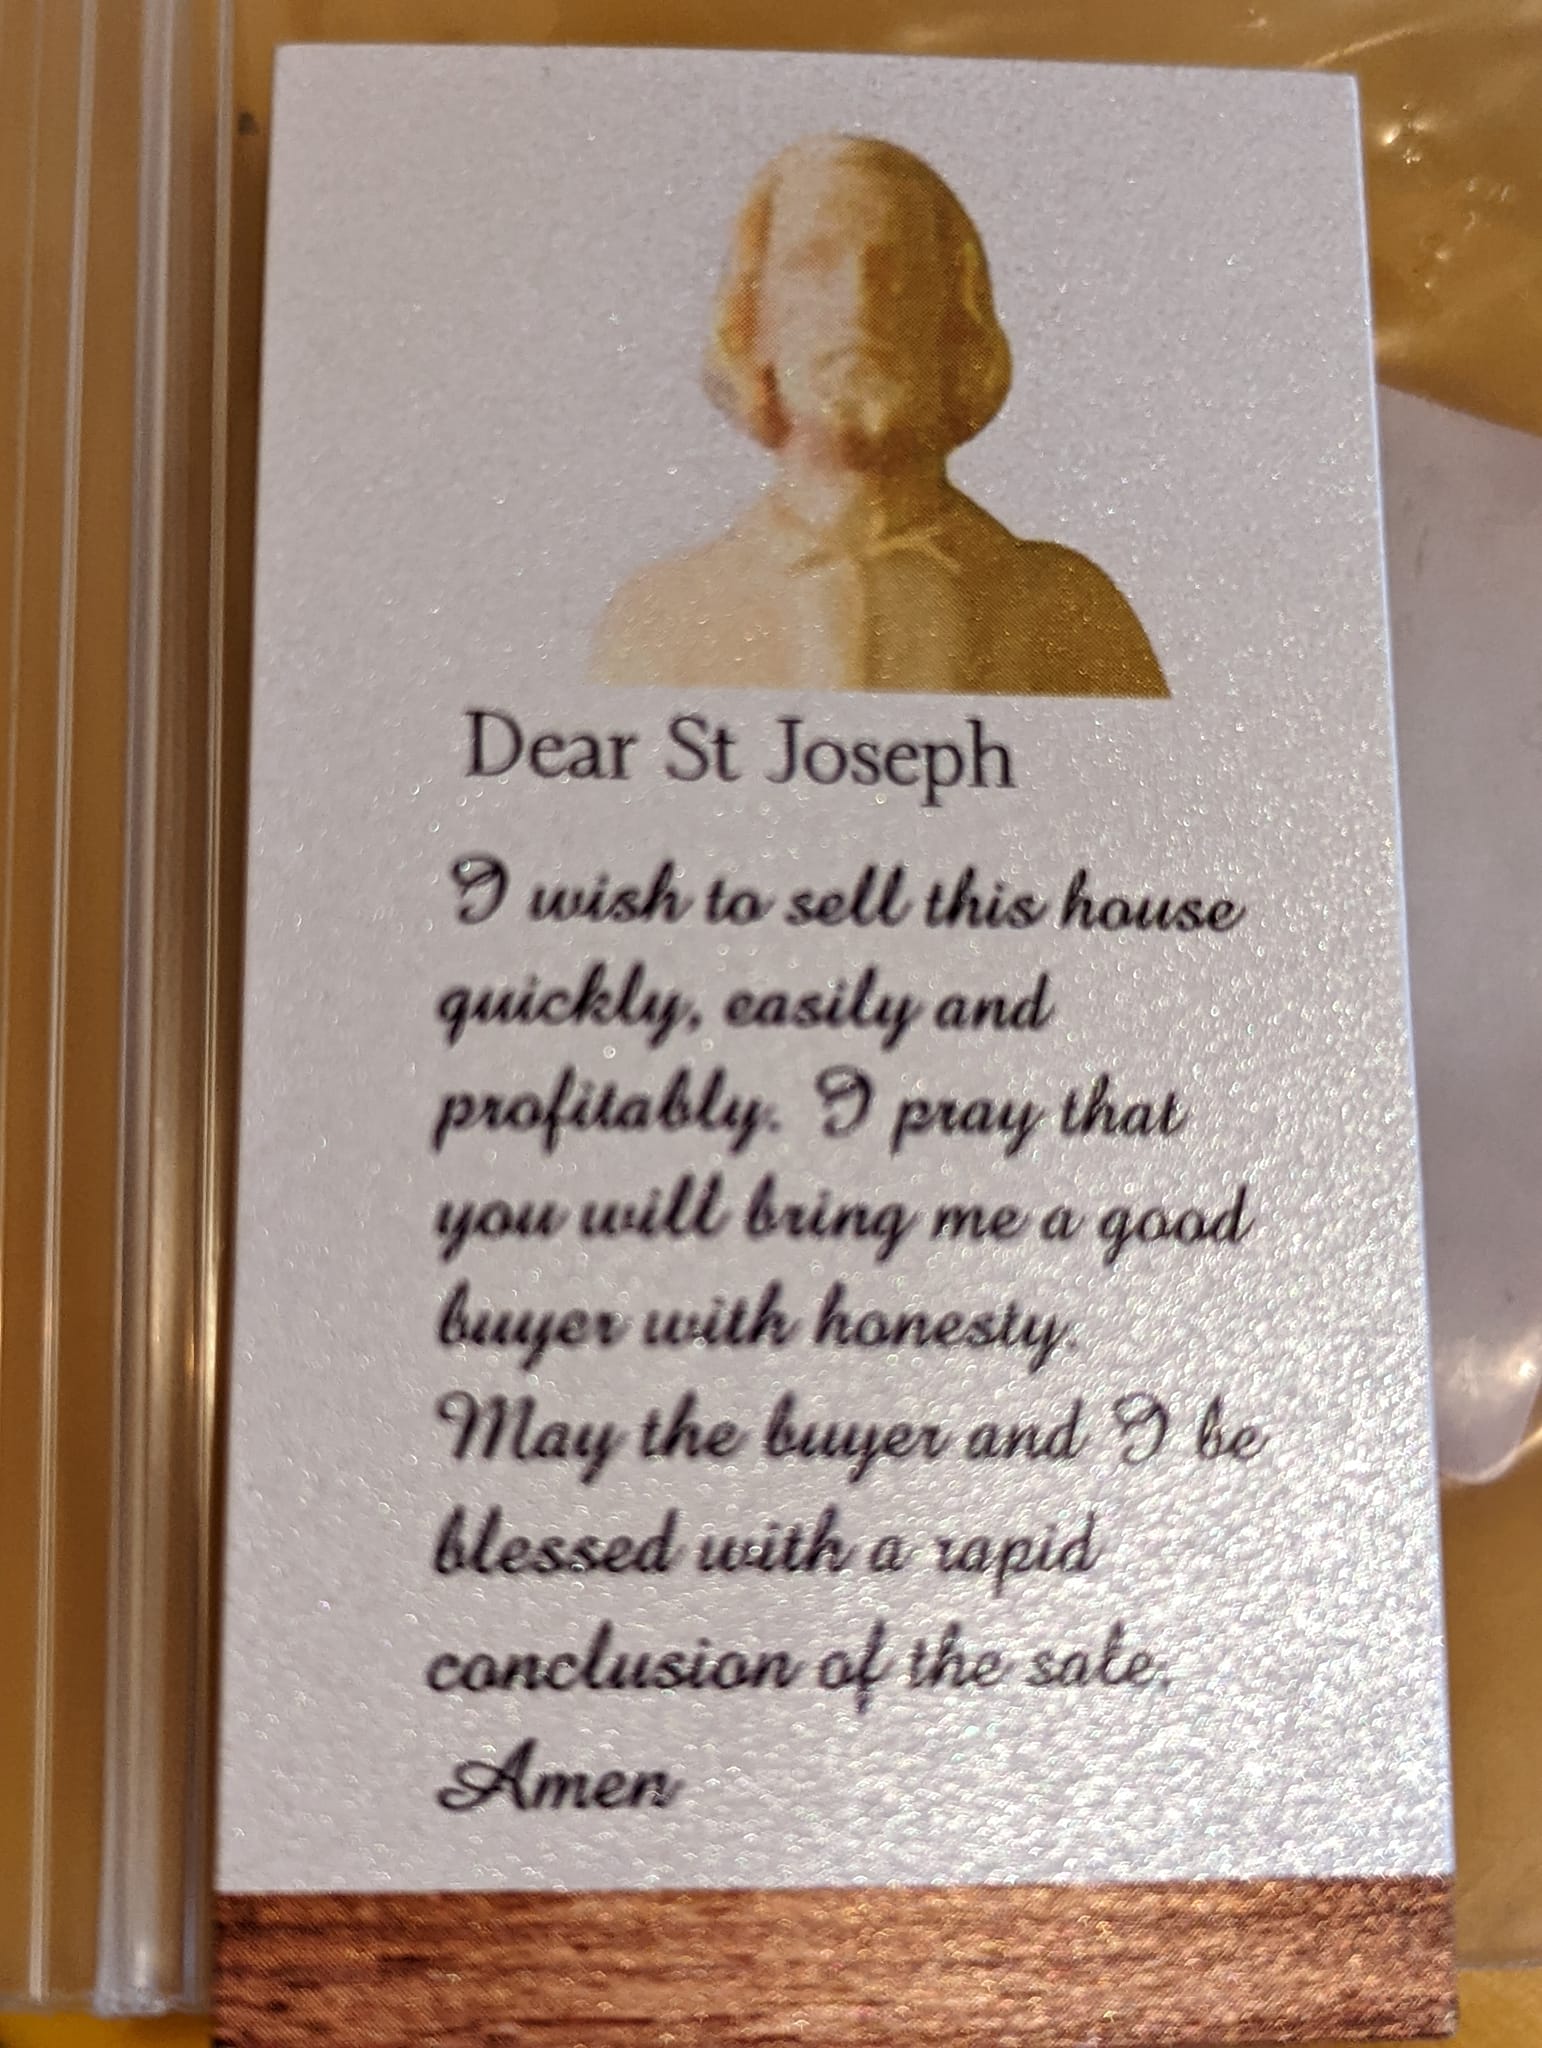 Dear St Joseph
I wish to sell this house
quickly, easily and
profitably. I pray that
you will bring me a good
buyer with honesty.
May the buyer and I be
blessed with a rapid
conclusion of the sale.
Amen